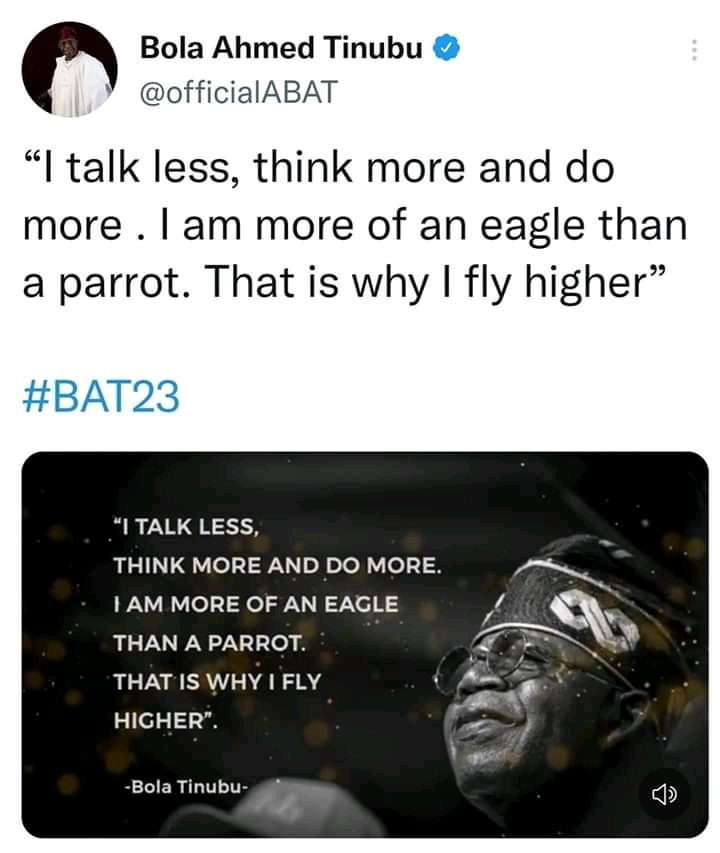 Bola Ahmed Tinubu
@officialABAT
“I talk less, think more and do
more . I am more of an eagle than
a parrot. That is why I fly higher”
#BAT23
“I TALK LESS,
THINK MORE AND DO MORE.
I AM MORE OF AN EAGLE
THAN A PARROT.
THAT IS WHY I FLY
HIGHER”.
-Bola Tinubu-